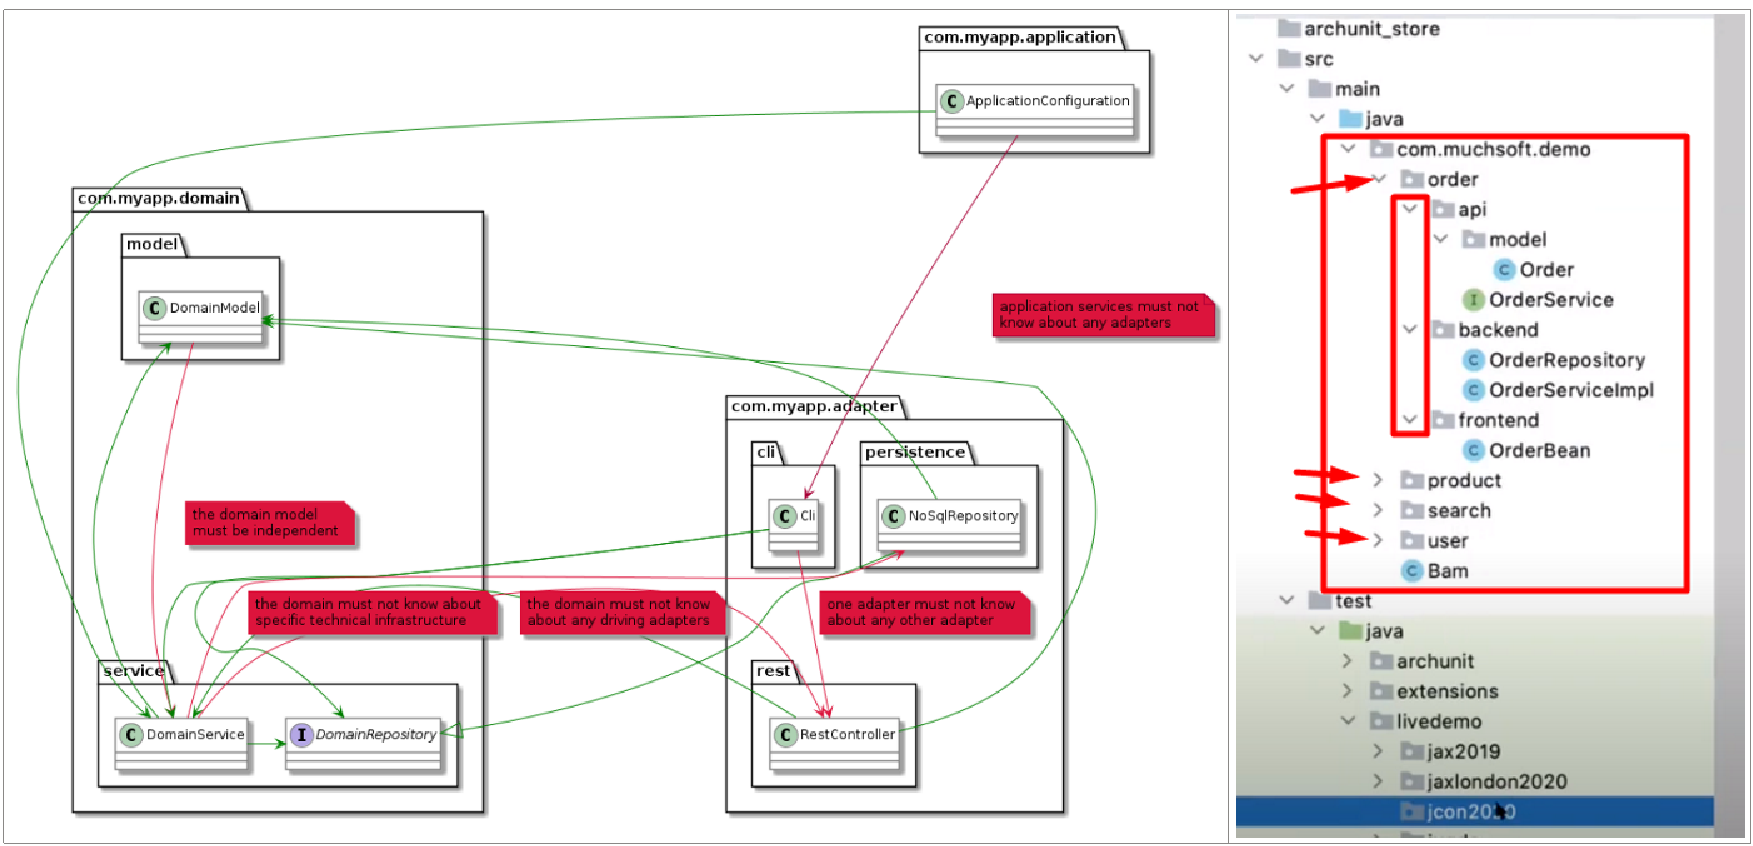 com.myapp.application
C ApplicationConfiguration
com.myapp.domain
model
C DomainModel
application services must not
know about any adapters
com.myapp.adapter
cli
C Cli
persistence
C NoSqlRepository
the domain model
must be independent
the domain must not know about
specific technical infrastructure
the domain must not know
about any driving adapters
one adapter must not know
about any other adapter
service
C DomainService
I DomainRepository
rest
C RestController
archunit_store
src
main
java
com.muchsoft.demo
order
api
model
C Order
I OrderService
backend
C OrderRepository
C OrderServiceImpl
frontend
C OrderBean
product
search
user
C Bam
test
java
archunit
extensions
livedemo
jax2019
jaxlondon2020